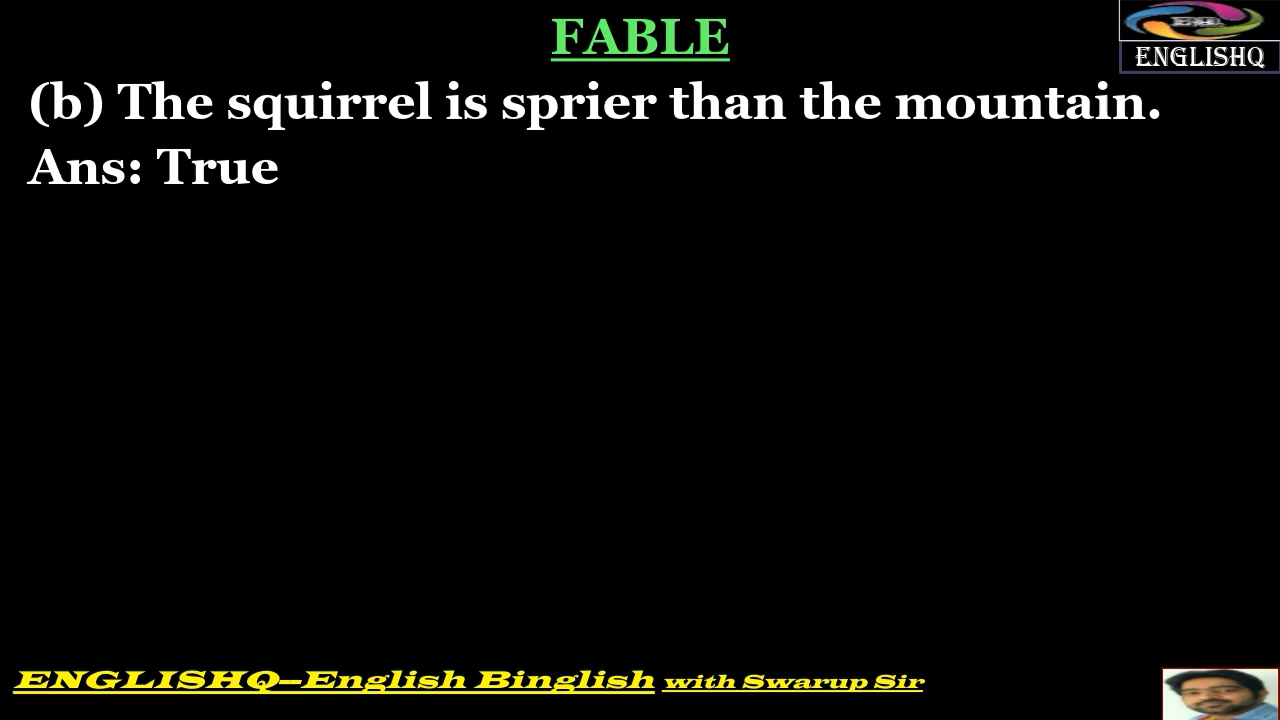 FABLE
ENGLISHQ
(b) The squirrel is sprier than the mountain.
Ans: True
ENGLISHQ–English Binglish with Swarup Sir